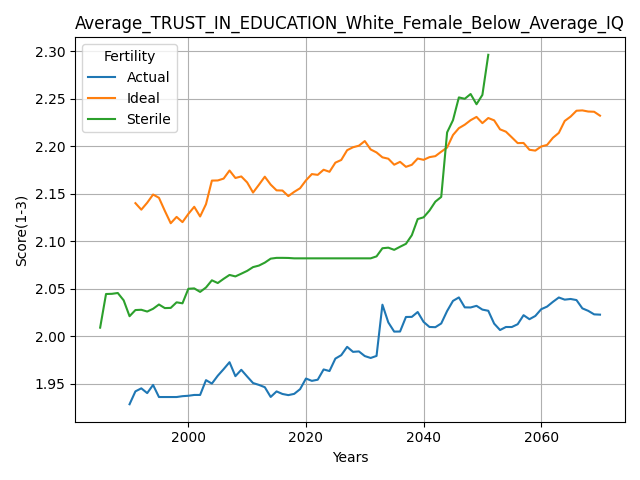 Average_TRUST_IN_EDUCATION_White_Female_Below_Average_IQ
Fertility
Actual
Ideal
Sterile
Score(1-3)
2.30
2.25
2.20
2.15
2.10
2.05
2.00
1.95
2000
2020
2040
2060
Years